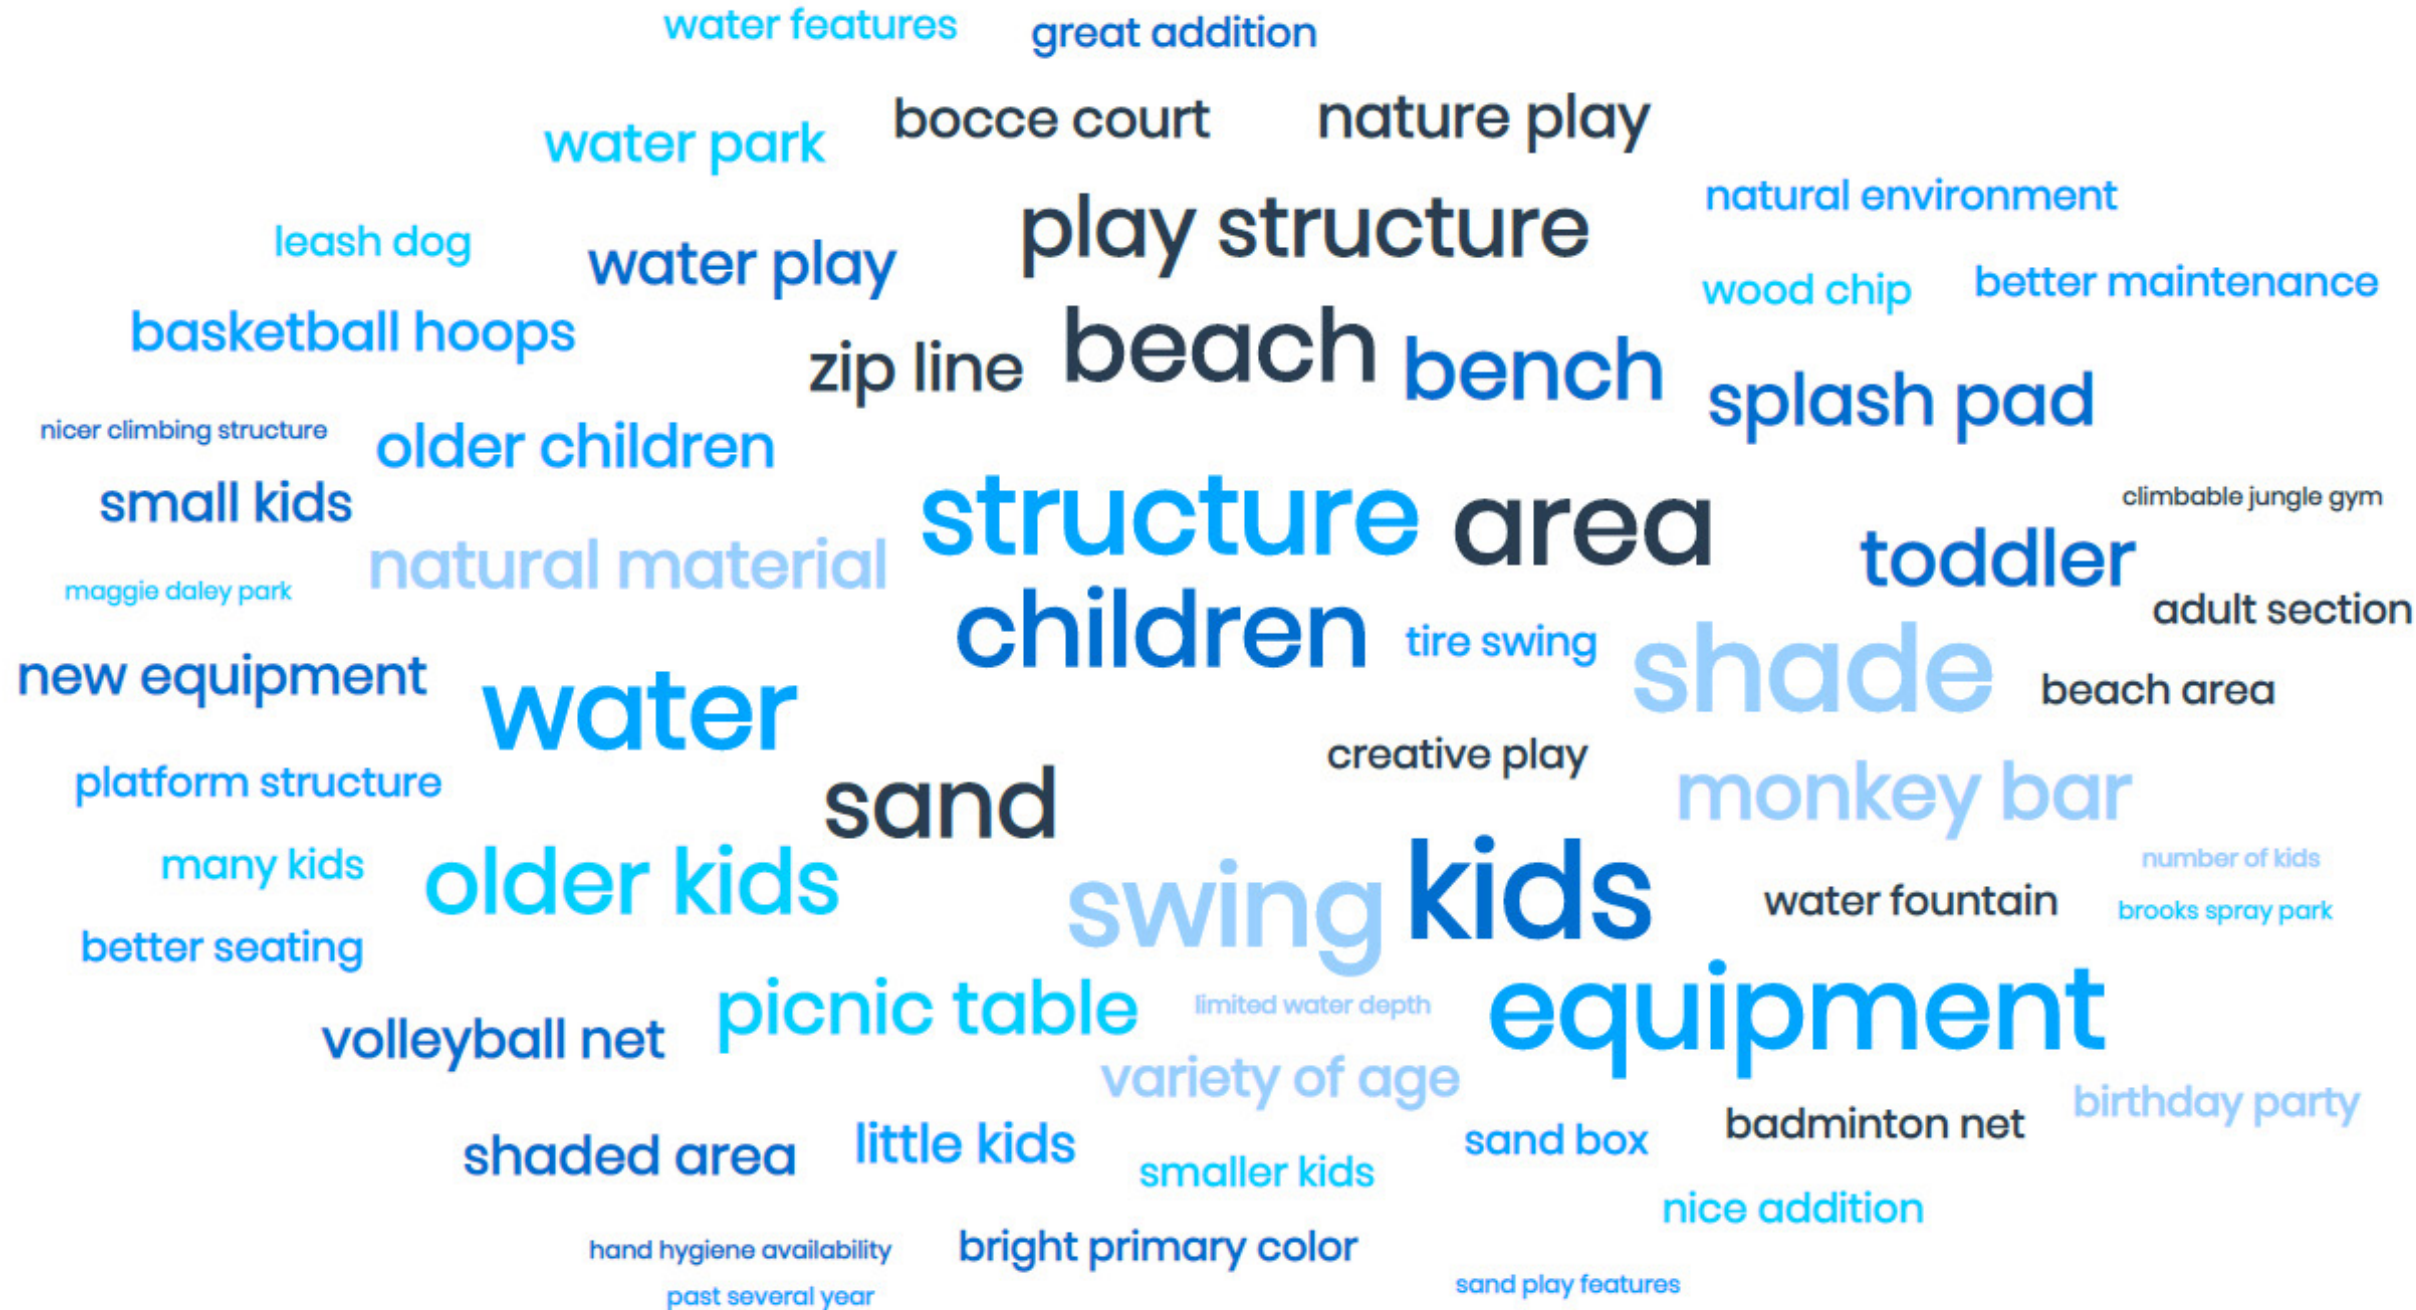 water features
great addition
bocce court
nature play
water park
natural environment
play structure
leash dog
water play
wood chip
better maintenance
basketball hoops
zip line
beach
bench
splash pad
nicer climbing structure
older children
small kids
structure
area
climbable jungle gym
natural material
toddler
maggie daley park
children
adult section
tire swing
shade
new equipment
water
beach area
creative play
platform structure
sand
monkey bar
many kids
older kids
swing
kids
number of kids
water fountain
brooks spray park
better seating
picnic table
limited water depth
equipment
volleyball net
variety of age
birthday party
shaded area
little kids
sand box
badminton net
smaller kids
nice addition
hand hygiene availability
bright primary color
sand play features
past several year